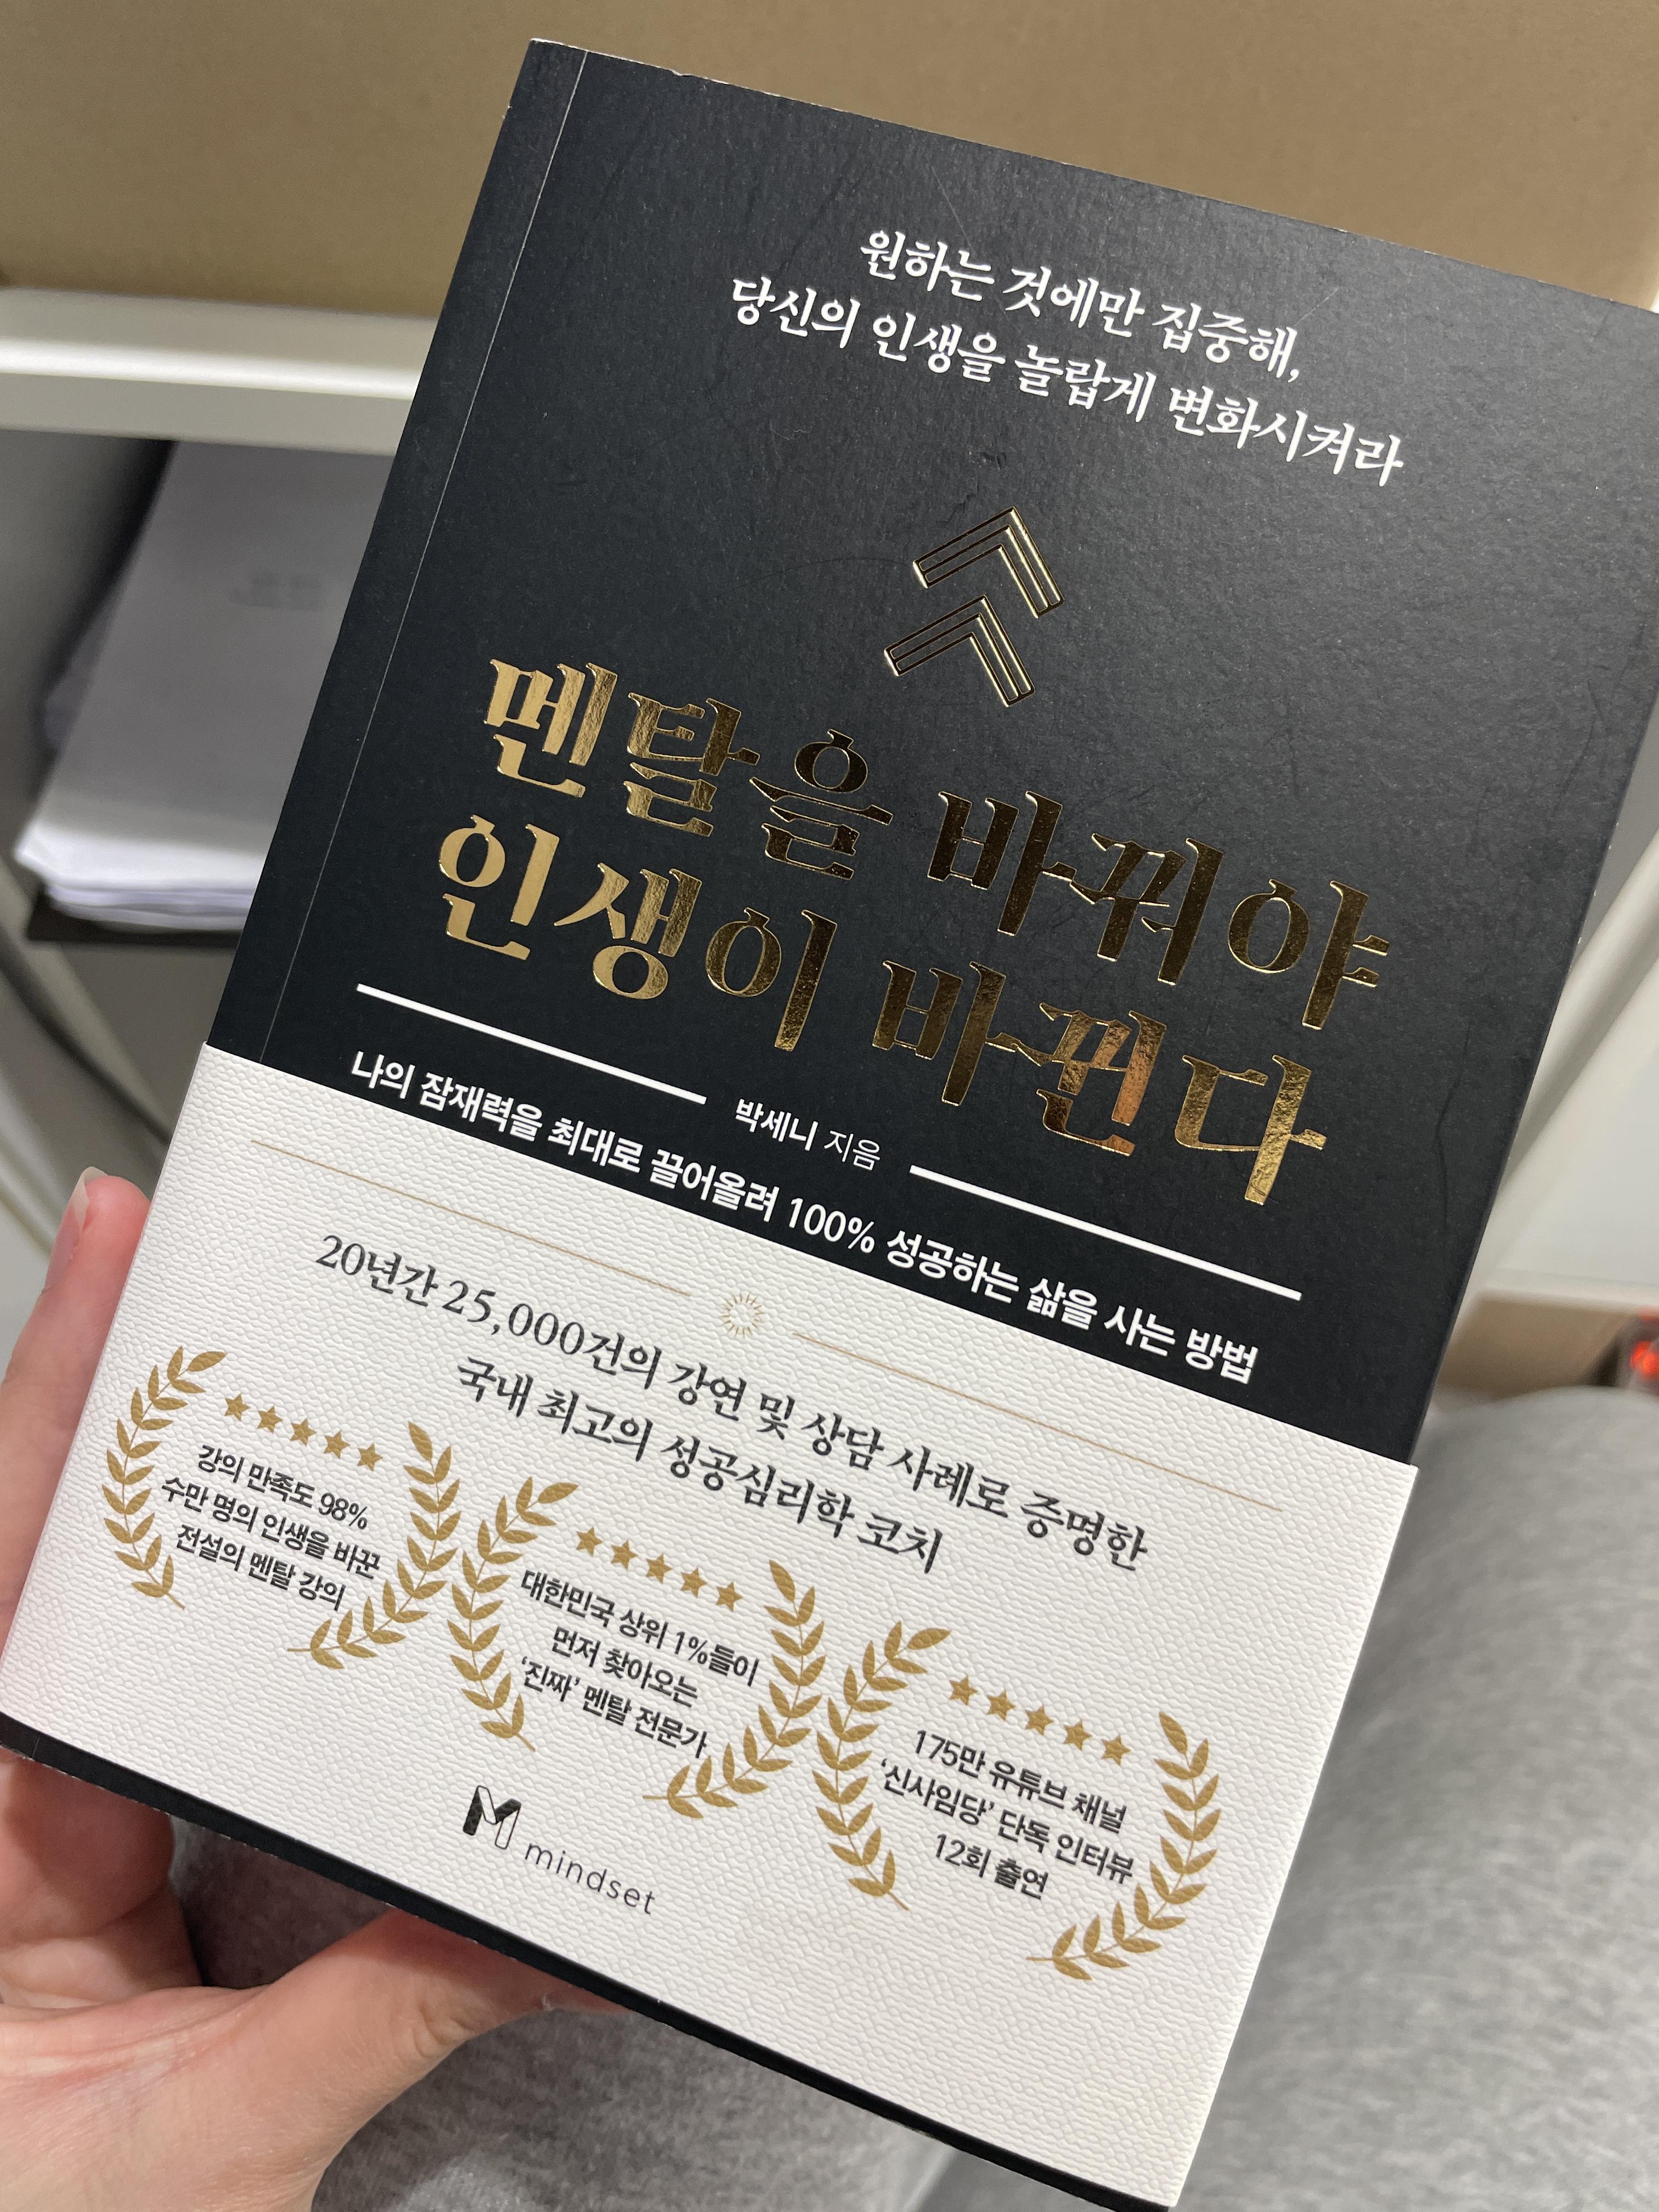 원하는 것에만 집중해,
당신의 인생을 놀랍게 변화시켜라
멘탈을 바꿔야
인생이 바뀐다
박세니 지음
나의 잠재력을 최대로 끌어올려 100% 성공하는 삶을 사는 방법
20년간 25,000건의 강연 및 상담 사례로 증명한
국내 최고의 성공심리학 코치
강의 만족도 98%
수만 명의 인생을 바꾼
전설의 멘탈 강의
대한민국 상위 1%들이
먼저 찾아오는
‘진짜’ 멘탈 전문가
175만 유튜브 채널
‘신사임당’ 단독 인터뷰
12회 출연
M mindset